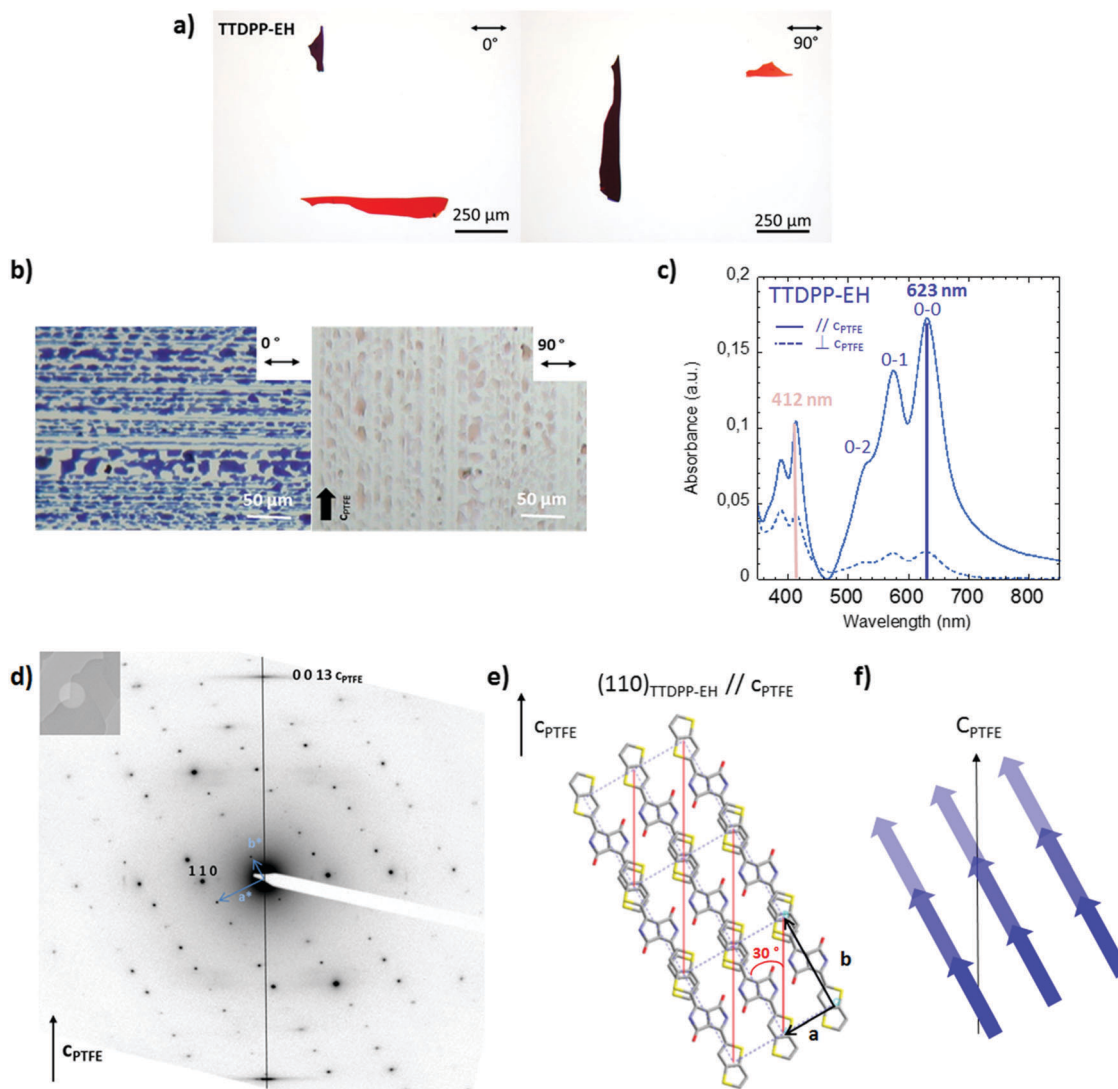 a)
TTDPP-EH
0°
250 µm
90°
250 µm
b)
0 °
50 µm
90 °
c_PTFE
50 µm
c)
TTDPP-EH
// c_PTFE
⊥ c_PTFE
623 nm
0-0
0-1
0-2
412 nm
0,2
0,15
0,1
0,05
0
400 500 600 700 800
Absorbance (a.u.)
Wavelength (nm)
d)
0 0 13 c_PTFE
b*
1 1 0
a*
c_PTFE
e)
(110)_TTDPP-EH // c_PTFE
c_PTFE
30 °
b
a
f)
C_PTFE